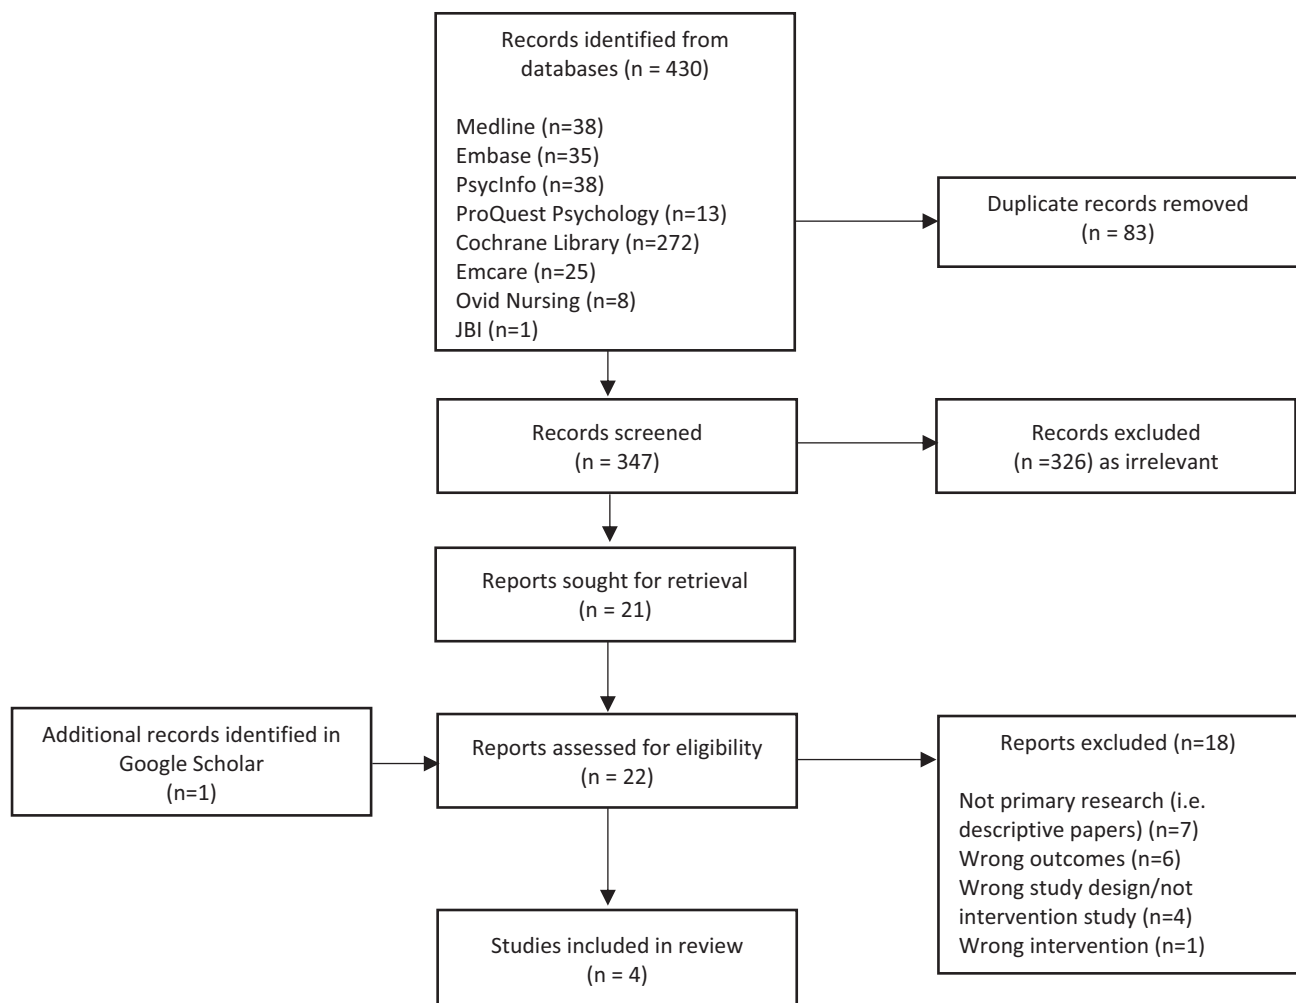 Records identified from
databases (n = 430)
Medline (n=38)
Embase (n=35)
PsycInfo (n=38)
ProQuest Psychology (n=13)
Cochrane Library (n=272)
Emcare (n=25)
Ovid Nursing (n=8)
JBI (n=1)
Duplicate records removed
(n = 83)
Records screened
(n = 347)
Records excluded
(n =326) as irrelevant
Reports sought for retrieval
(n = 21)
Additional records identified in
Google Scholar
(n=1)
Reports assessed for eligibility
(n = 22)
Reports excluded (n=18)
Not primary research (i.e.
descriptive papers) (n=7)
Wrong outcomes (n=6)
Wrong study design/not
intervention study (n=4)
Wrong intervention (n=1)
Studies included in review
(n = 4)